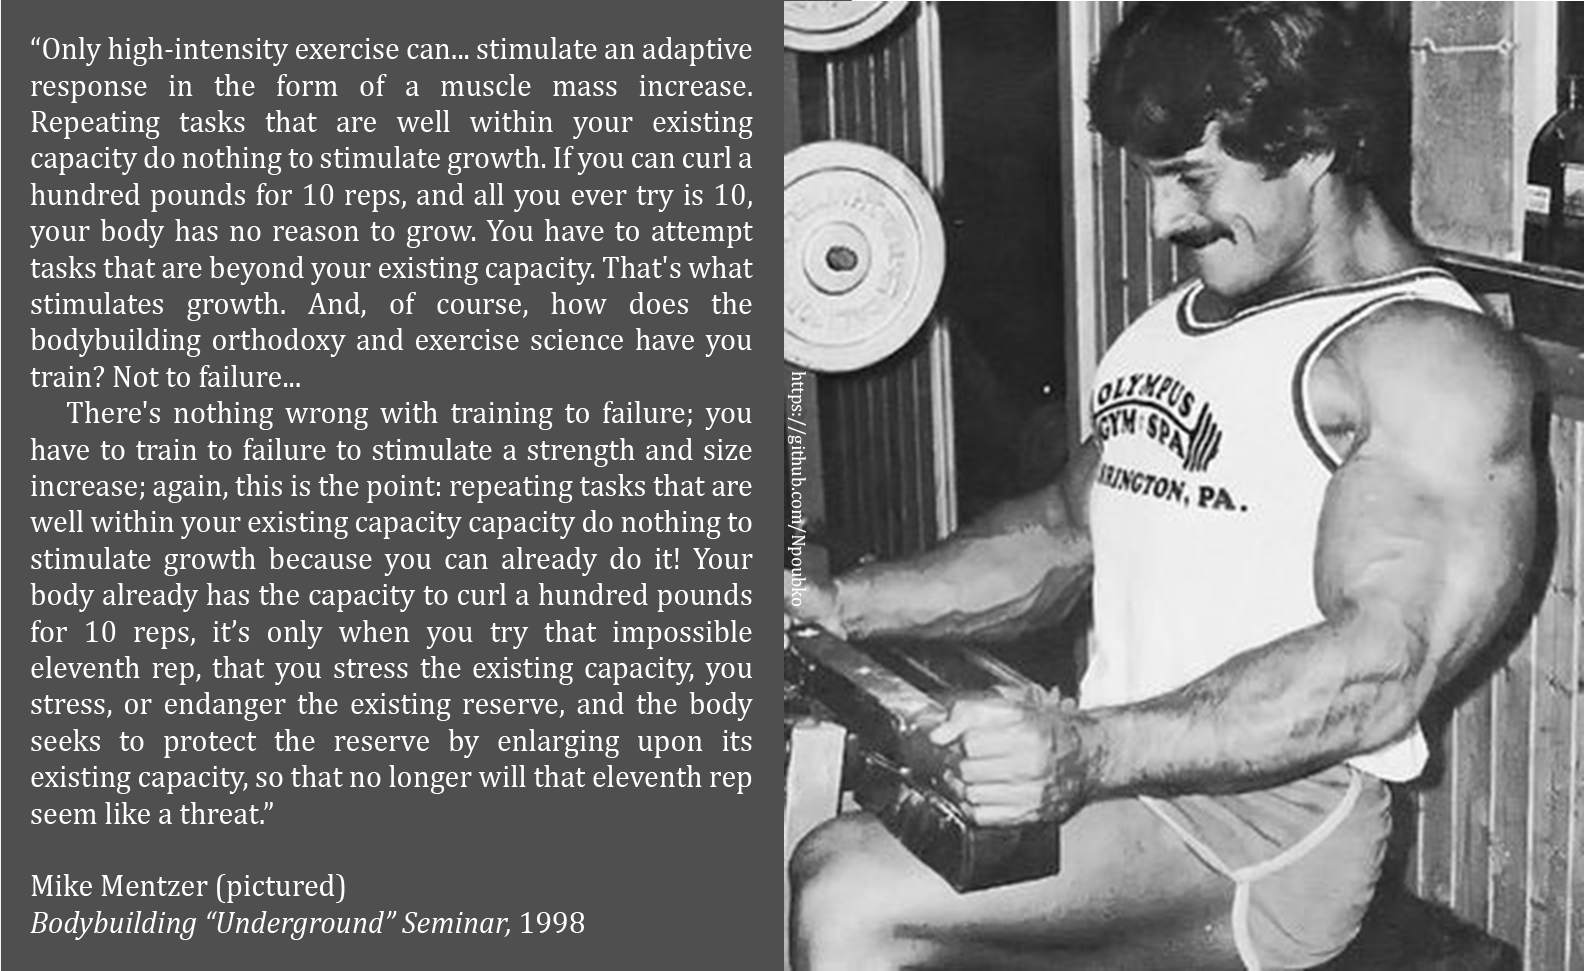 “Only high-intensity exercise can... stimulate an adaptive
response in the form of a muscle mass increase.
Repeating tasks that are well within your existing
capacity do nothing to stimulate growth. If you can curl a
hundred pounds for 10 reps, and all you ever try is 10,
your body has no reason to grow. You have to attempt
tasks that are beyond your existing capacity. That's what
stimulates growth. And, of course, how does the
bodybuilding orthodoxy and exercise science have you
train? Not to failure...
There's nothing wrong with training to failure; you
have to train to failure to stimulate a strength and size
increase; again, this is the point: repeating tasks that are
well within your existing capacity capacity do nothing to
stimulate growth because you can already do it! Your
body already has the capacity to curl a hundred pounds
for 10 reps, it’s only when you try that impossible
eleventh rep, that you stress the existing capacity, you
stress, or endanger the existing reserve, and the body
seeks to protect the reserve by enlarging upon its
existing capacity, so that no longer will that eleventh rep
seem like a threat.”
Mike Mentzer (pictured)
Bodybuilding “Underground” Seminar, 1998
https://github.com/Npoubko
OLYMPUS
GYM SPA
RINGTON, PA.